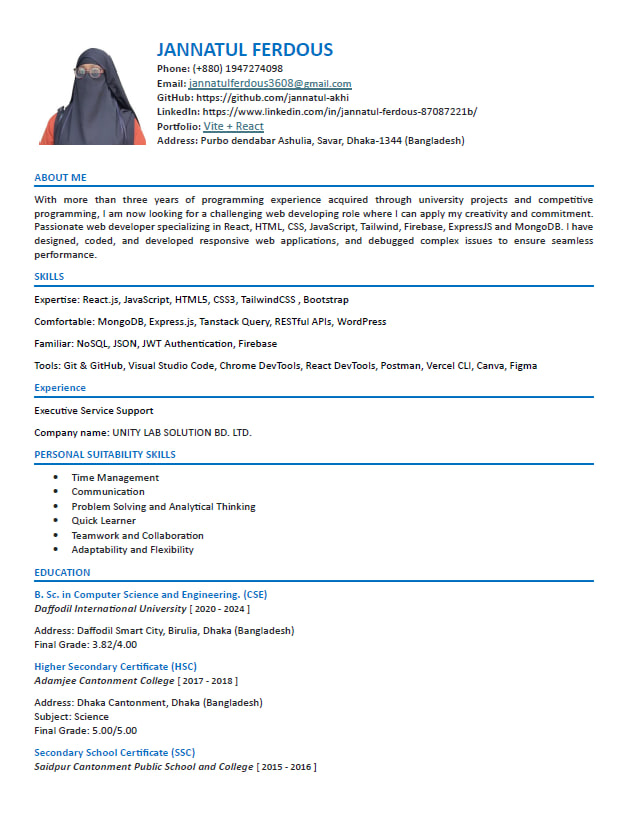 JANNATUL FERDOUS
Phone: (+880) 1947274098
Email: jannatulferdous3608@gmail.com
GitHub: https://github.com/jannatul-akhi
LinkedIn: https://www.linkedin.com/in/jannatul-ferdous-87087221b/
Portfolio: Vite + React
Address: Purbo dendabar Ashulia, Savar, Dhaka-1344 (Bangladesh)
ABOUT ME
With more than three years of programming experience acquired through university projects and competitive
programming, I am now looking for a challenging web developing role where I can apply my creativity and commitment.
Passionate web developer specializing in React, HTML, CSS, JavaScript, Tailwind, Firebase, ExpressJS and MongoDB. I have
designed, coded, and developed responsive web applications, and debugged complex issues to ensure seamless
performance.
SKILLS
Expertise: React.js, JavaScript, HTML5, CSS3, TailwindCSS , Bootstrap
Comfortable: MongoDB, Express.js, Tanstack Query, RESTful APIs, WordPress
Familiar: NoSQL, JSON, JWT Authentication, Firebase
Tools: Git & GitHub, Visual Studio Code, Chrome DevTools, React DevTools, Postman, Vercel CLI, Canva, Figma
Experience
Executive Service Support
Company name: UNITY LAB SOLUTION BD. LTD.
PERSONAL SUITABILITY SKILLS
• Time Management
• Communication
• Problem Solving and Analytical Thinking
• Quick Learner
• Teamwork and Collaboration
• Adaptability and Flexibility
EDUCATION
B. Sc. in Computer Science and Engineering. (CSE)
Daffodil International University [ 2020 - 2024 ]
Address: Daffodil Smart City, Birulia, Dhaka (Bangladesh)
Final Grade: 3.82/4.00
Higher Secondary Certificate (HSC)
Adamjee Cantonment College [ 2017 - 2018 ]
Address: Dhaka Cantonment, Dhaka (Bangladesh)
Subject: Science
Final Grade: 5.00/5.00
Secondary School Certificate (SSC)
Saidpur Cantonment Public School and College [ 2015 - 2016 ]